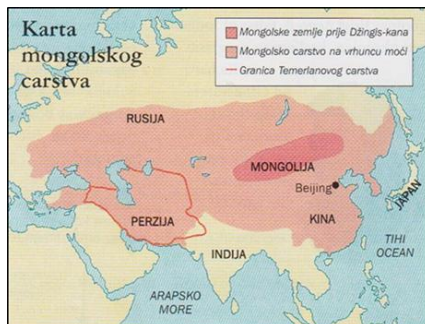 Karta
mongolskog
carstva
Mongolske zemlje prije Džingis-kana
Mongolsko carstvo na vrhuncu moći
Granica Temerlanovog carstva
RUSIJA
MONGOLIJA
Beijing
JAPAN
PERZIJA
KINA
INDIJA
TIHI
OCEAN
ARAPSKO
MORE